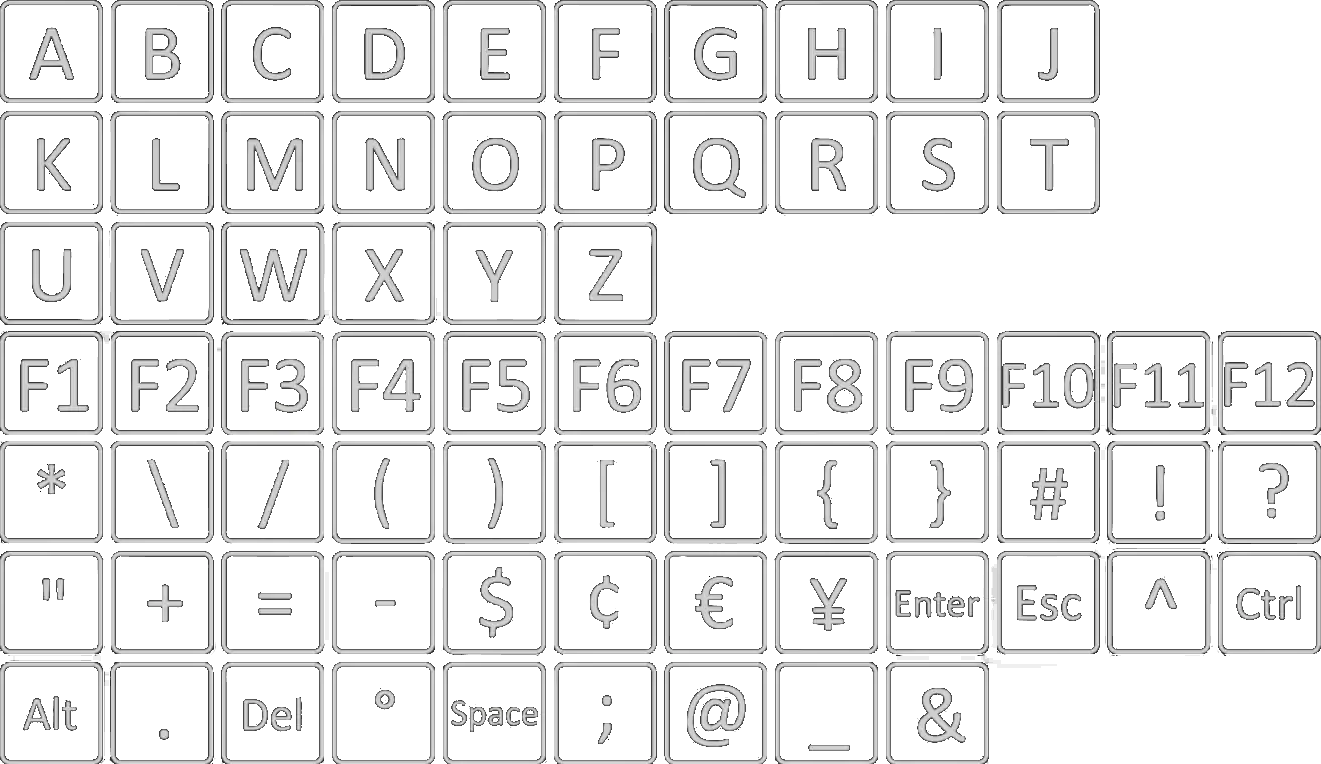 A B C D E F G H I J
K L M N O P Q R S T
U V W X Y Z
F1 F2 F3 F4 F5 F6 F7 F8 F9 F10 F11 F12
* \ / ( ) [ ] { } # ! ?
" + = - $ ¢ € ¥ Enter Esc ^ Ctrl
Alt . Del ° Space ; @ _ &